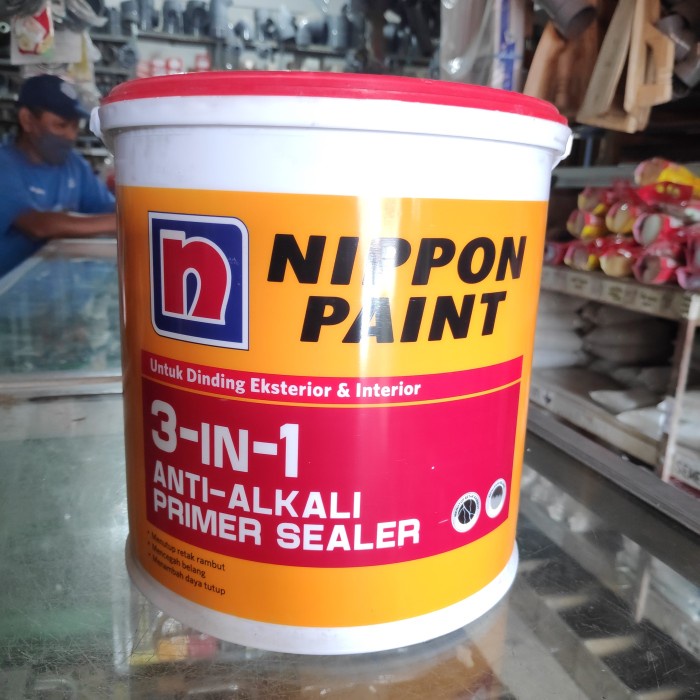 n
NIPPON
PAINT
Untuk Dinding Eksterior & Interior
3-IN-1
ANTI-ALKALI
PRIMER SEALER
Menutup retak rambut
Mencegah belang
Menambah daya tutup